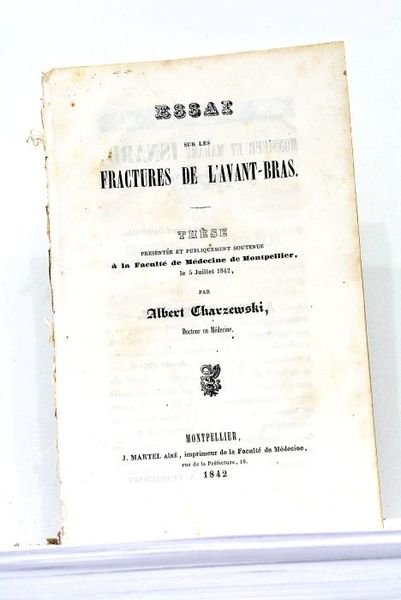 ESSAI
SUR LES
FRACTURES DE L'AVANT-BRAS.
THÈSE
PRÉSENTÉE ET PUBLIQUEMENT SOUTENUE
à la Faculté de Médecine de Montpellier,
le 5 Juillet 1842,
PAR
Albert Charzewski,
Docteur en Médecine.
MONTPELLIER,
J. MARTEL AÎNÉ, imprimeur de la Faculté de Médecine,
rue de la Préfecture, 10.
1842